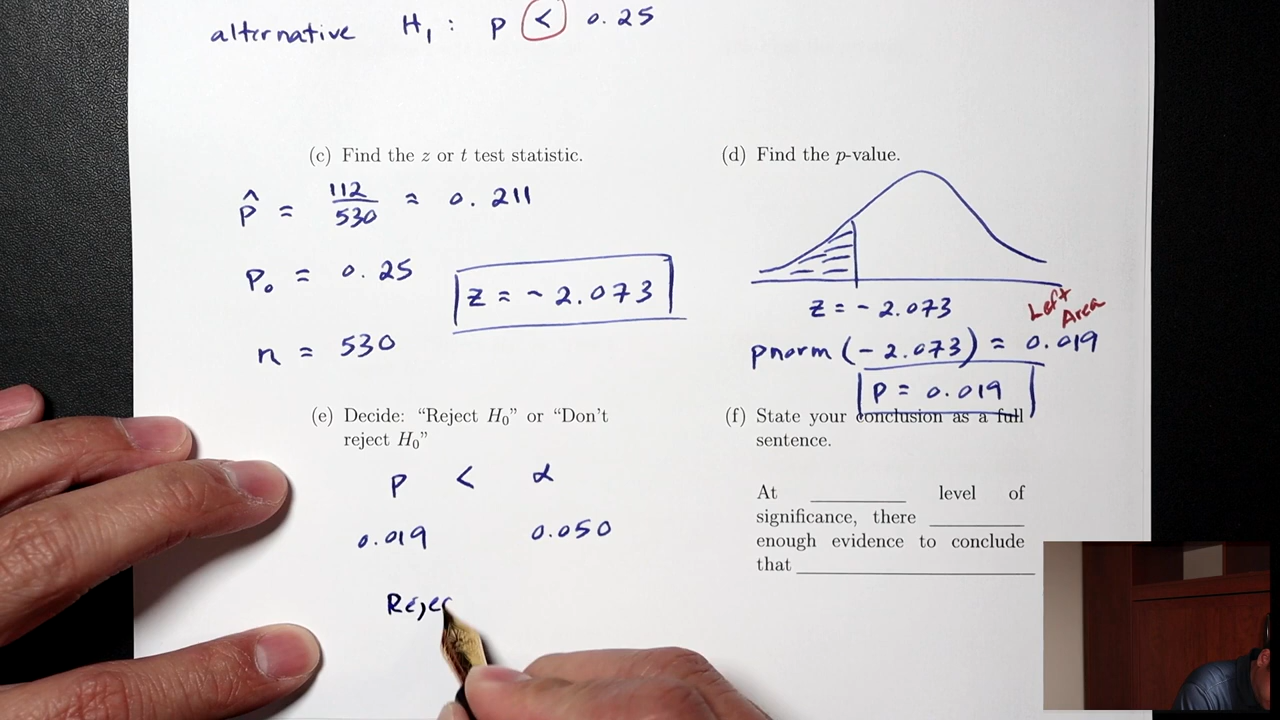 alternative H₁ : p < 0.25
(c) Find the z or t test statistic.
p̂ = 112/530 ≈ 0.211
P₀ = 0.25
z = - 2.073
n = 530
(d) Find the p-value.
z = - 2.073
Left Area
pnorm (- 2.073) ≈ 0.019
P = 0.019
(e) Decide: “Reject H₀” or “Don’t
reject H₀”
P < α
0.019 0.050
Rejec
(f) State your conclusion as a full
sentence.
At ________ level of
significance, there ________
enough evidence to conclude
that ____________________